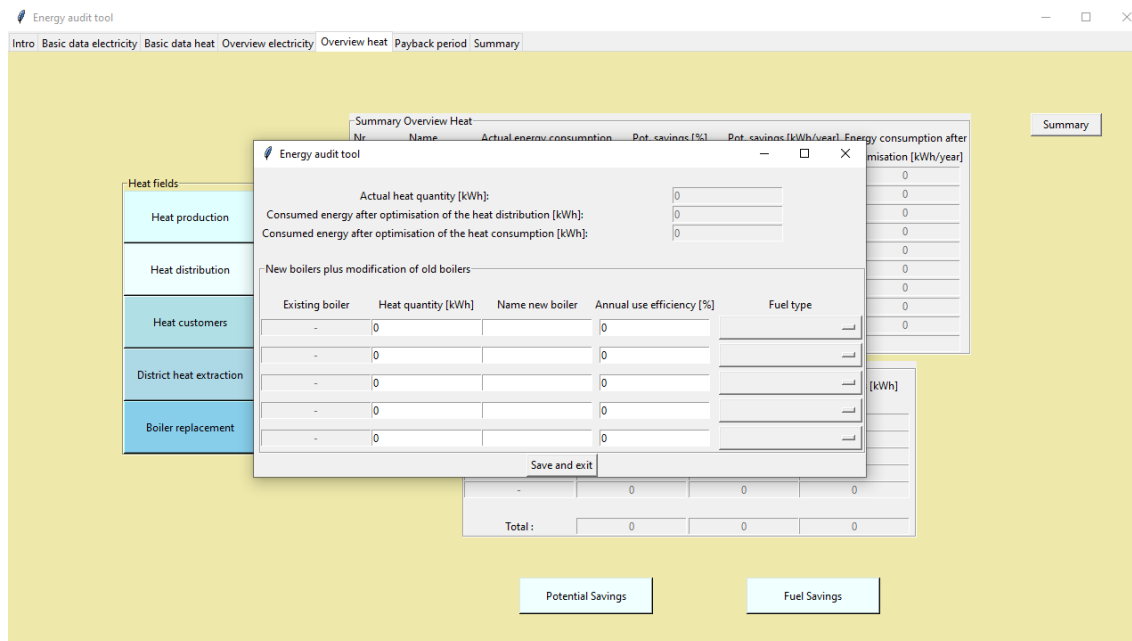 Energy audit tool
Intro Basic data electricity Basic data heat Overview electricity Overview heat Payback period Summary
Summary Overview Heat
Nr Name Actual energy consumption Pot. savings [%] Pot. savings [kWh/year] Energy consumption after
misation [kWh/year]
Summary
0
0
0
0
0
0
0
0
0
Heat fields
Heat production
Heat distribution
Heat customers
District heat extraction
Boiler replacement
Energy audit tool
Actual heat quantity [kWh]: 0
Consumed energy after optimisation of the heat distribution [kWh]: 0
Consumed energy after optimisation of the heat consumption [kWh]: 0
New boilers plus modification of old boilers
Existing boiler Heat quantity [kWh] Name new boiler Annual use efficiency [%] Fuel type
- 0 0
- 0 0
- 0 0
- 0 0
- 0 0
Save and exit
[kWh]
- 0 0 0
Total : 0 0 0
Potential Savings Fuel Savings